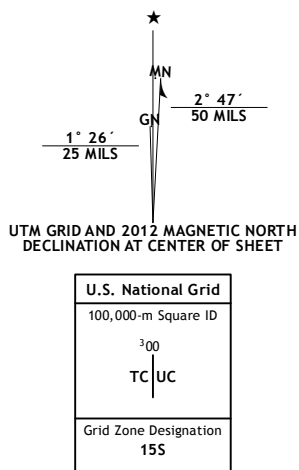 ★
MN
GN
2° 47´
50 MILS
1° 26´
25 MILS
UTM GRID AND 2012 MAGNETIC NORTH
DECLINATION AT CENTER OF SHEET
U.S. National Grid
100,000-m Square ID
³00
TC UC
Grid Zone Designation
15S